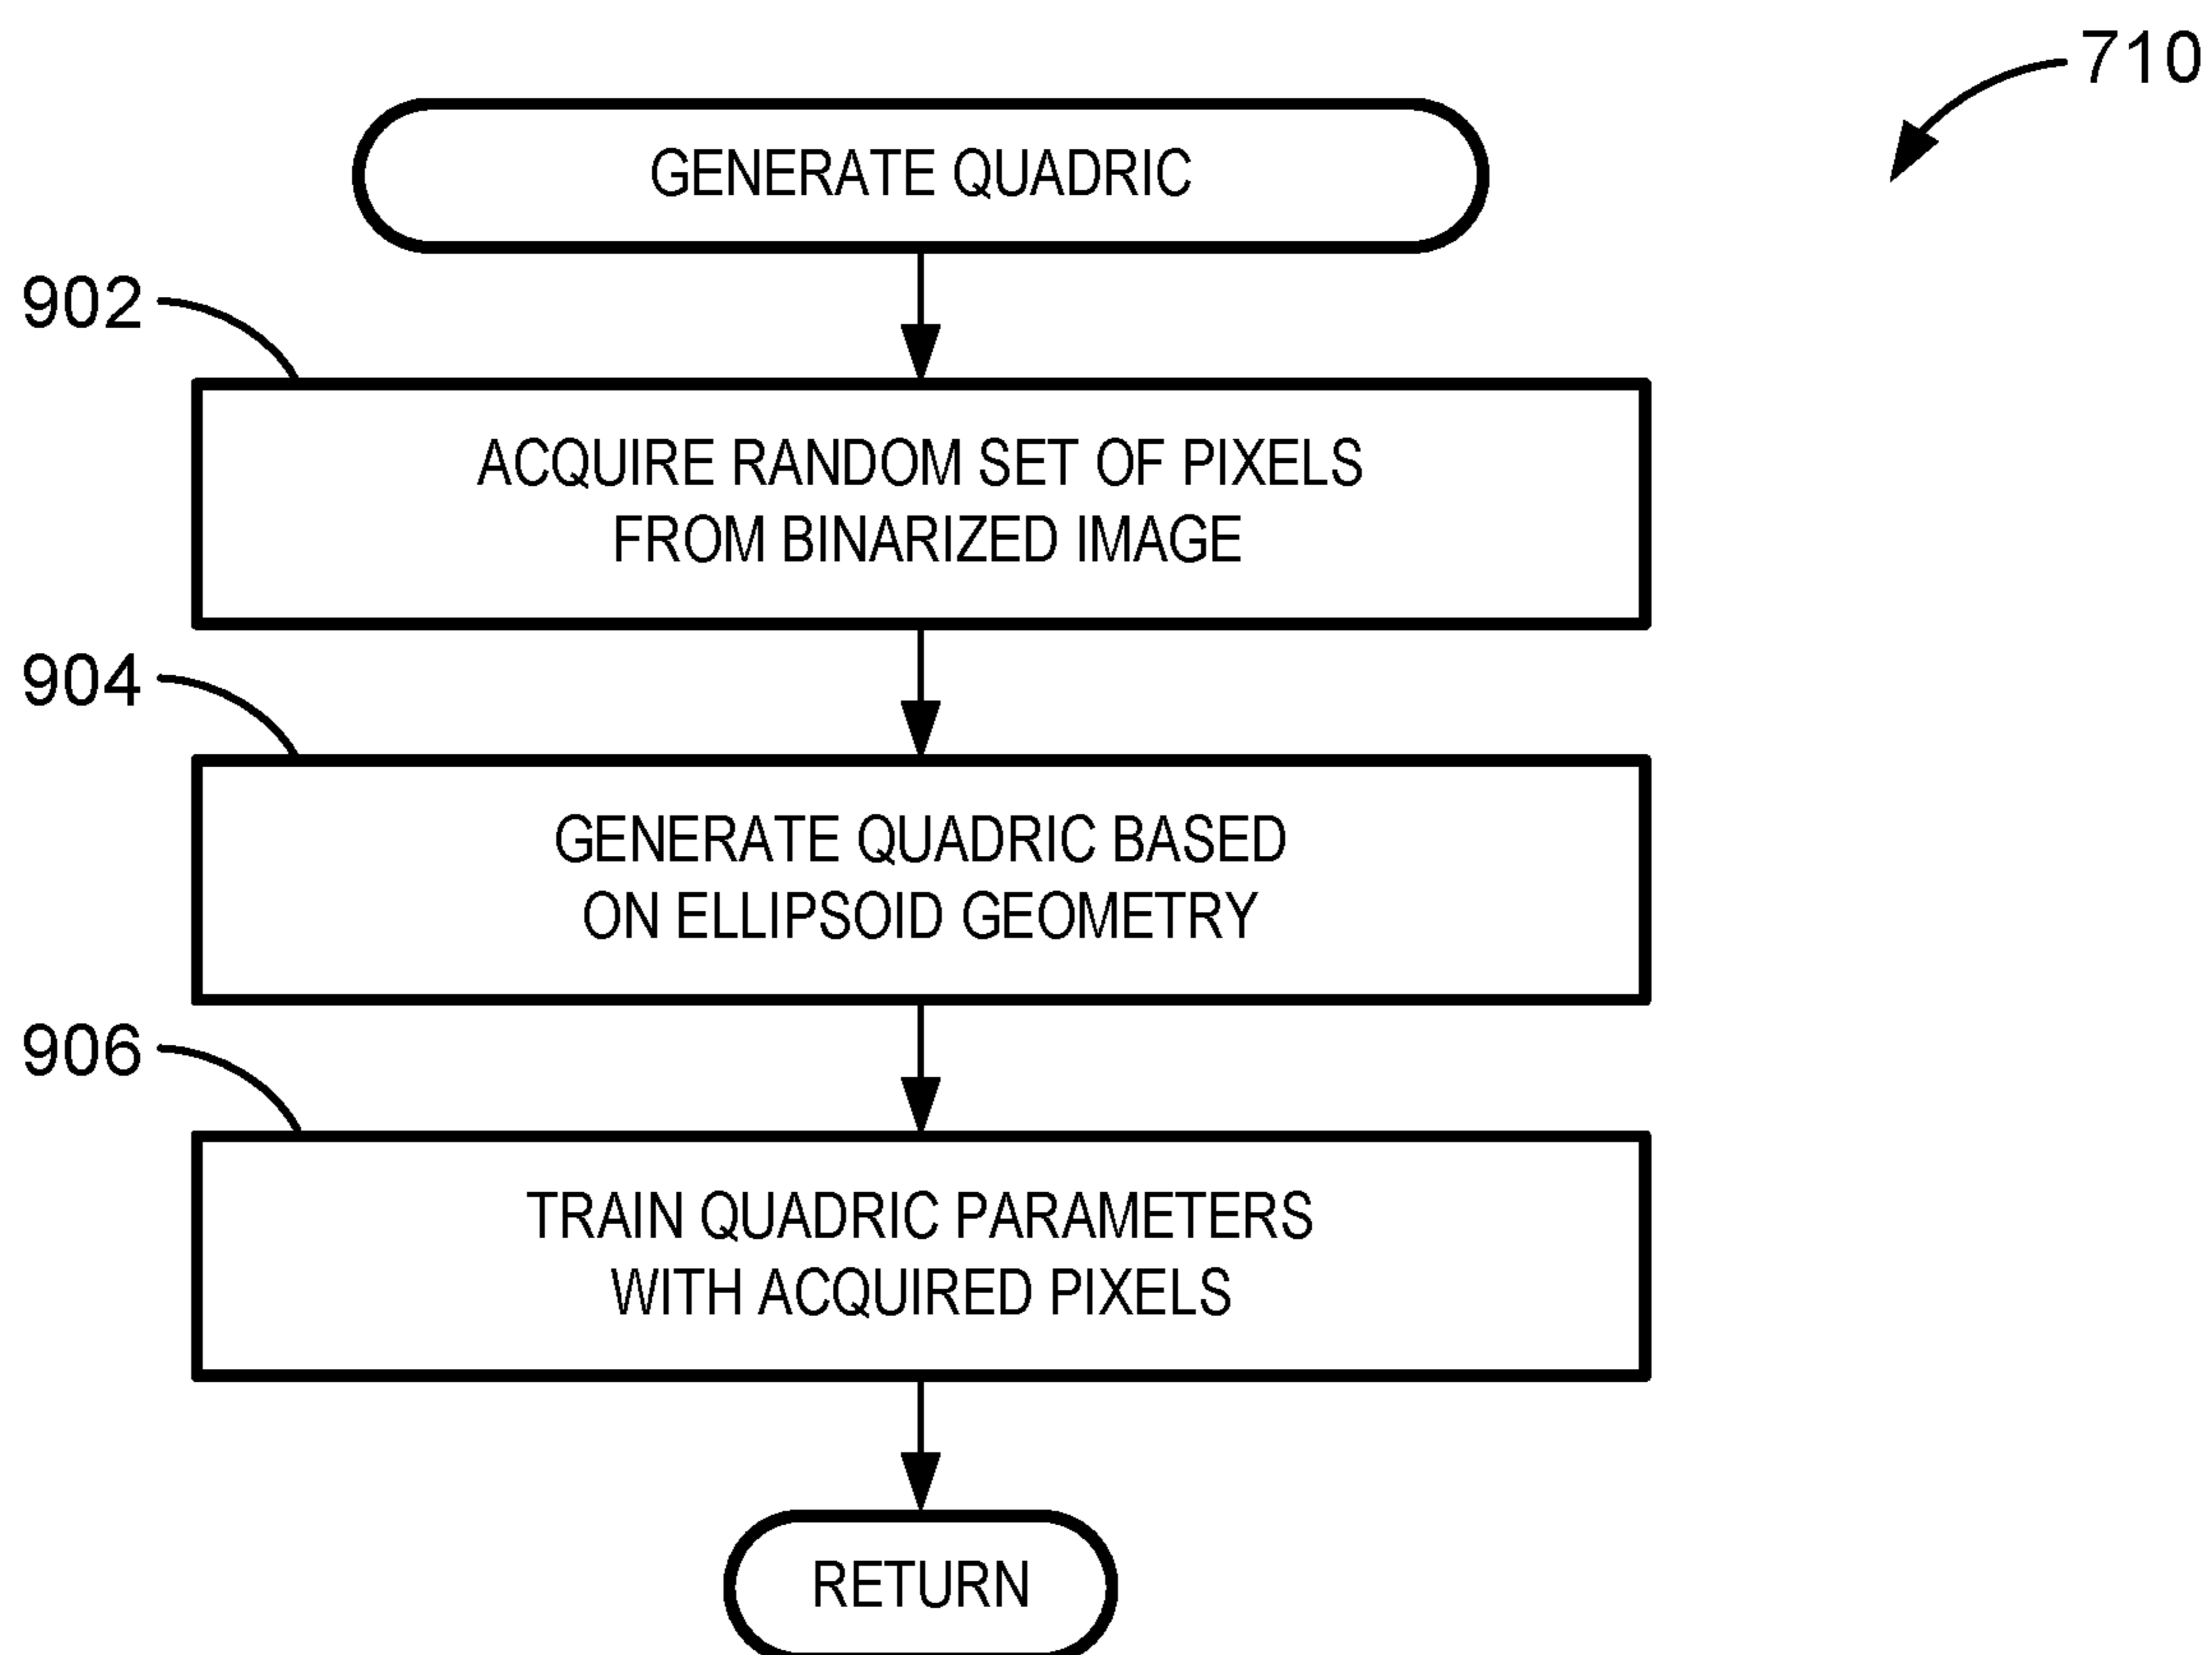 710
GENERATE QUADRIC
902
ACQUIRE RANDOM SET OF PIXELS
FROM BINARIZED IMAGE
904
GENERATE QUADRIC BASED
ON ELLIPSOID GEOMETRY
906
TRAIN QUADRIC PARAMETERS
WITH ACQUIRED PIXELS
RETURN